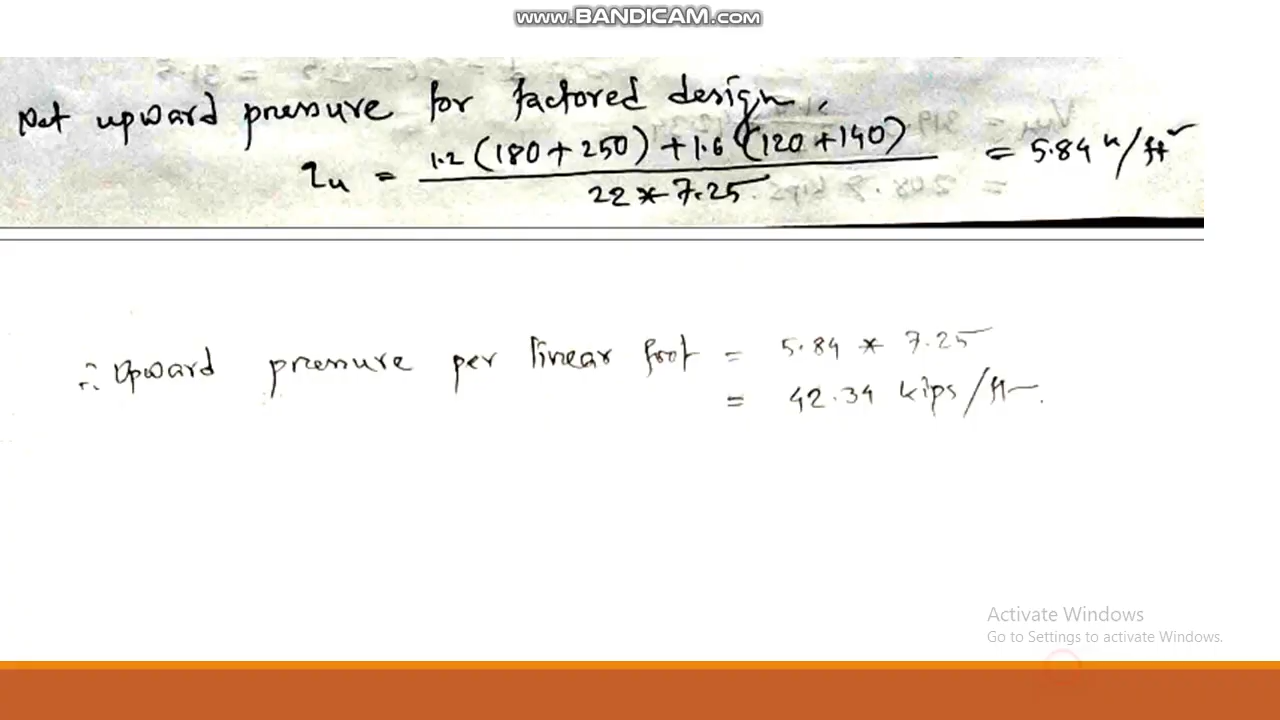 www.BANDICAM.com
Net upward pressure for factored design,
qu = 1.2 (180 + 250) + 1.6 (120 + 140) / 22 * 7.25 = 5.84 k/ft²
∴ Upward pressure per linear foot = 5.84 * 7.25
= 42.34 kips/ft.
Activate Windows
Go to Settings to activate Windows.